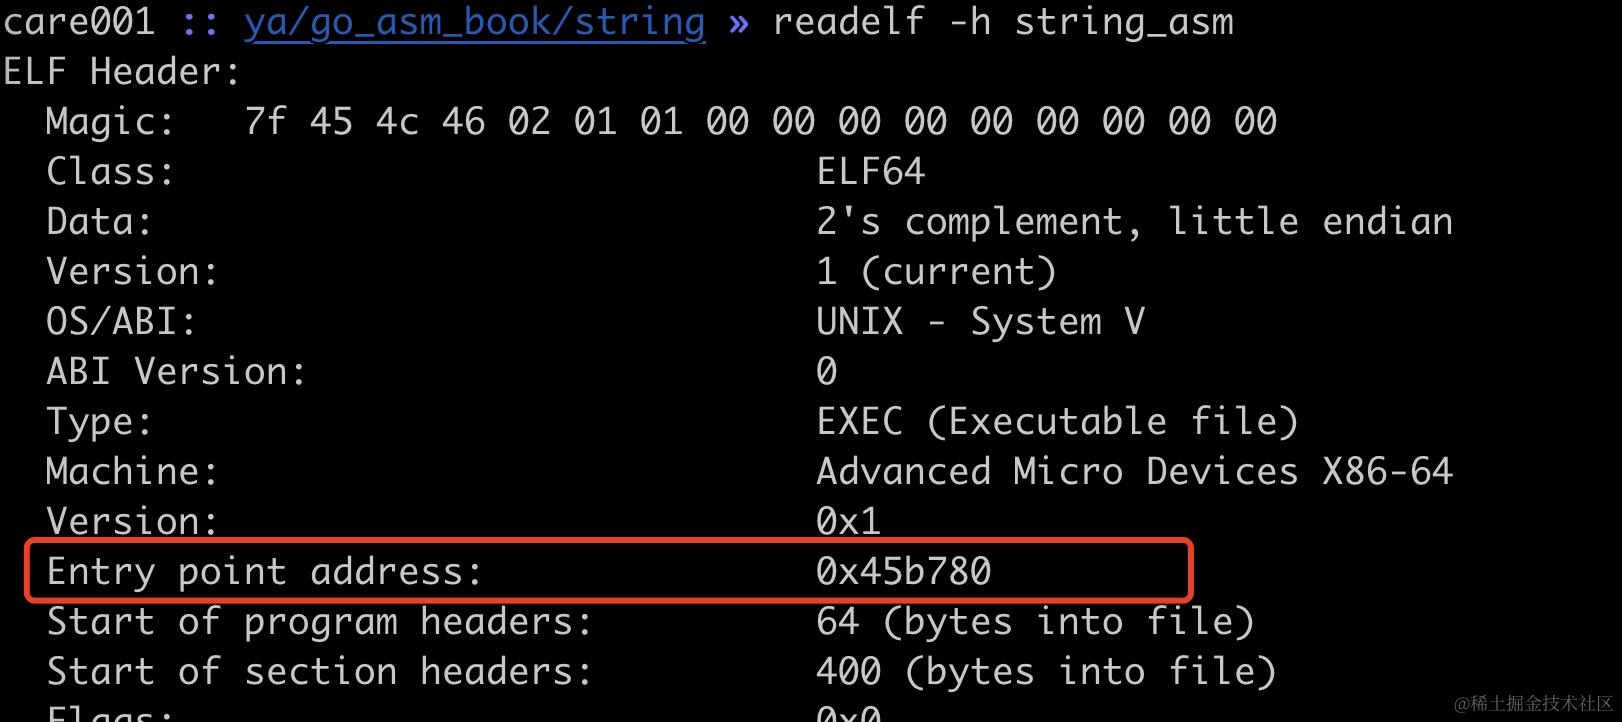 care001 :: ya/go_asm_book/string » readelf -h string_asm
ELF Header:
Magic: 7f 45 4c 46 02 01 01 00 00 00 00 00 00 00 00 00
Class: ELF64
Data: 2's complement, little endian
Version: 1 (current)
OS/ABI: UNIX - System V
ABI Version: 0
Type: EXEC (Executable file)
Machine: Advanced Micro Devices X86-64
Version: 0x1
Entry point address: 0x45b780
Start of program headers: 64 (bytes into file)
Start of section headers: 400 (bytes into file)
Flags: 0x0
@稀土掘金技术社区